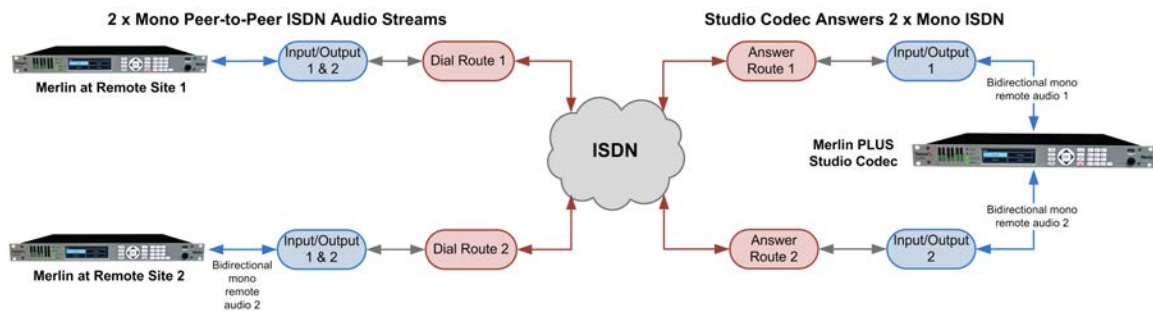 2 x Mono Peer-to-Peer ISDN Audio Streams
Studio Codec Answers 2 x Mono ISDN
Input/Output
1 & 2
Dial Route 1
Answer
Route 1
Input/Output
1
Merlin at Remote Site 1
Bidirectional mono
remote audio 1
ISDN
Merlin PLUS
Studio Codec
Bidirectional mono
remote audio 2
Input/Output
1 & 2
Dial Route 2
Answer
Route 2
Input/Output
2
Merlin at Remote Site 2
Bidirectional
mono
remote
audio 2